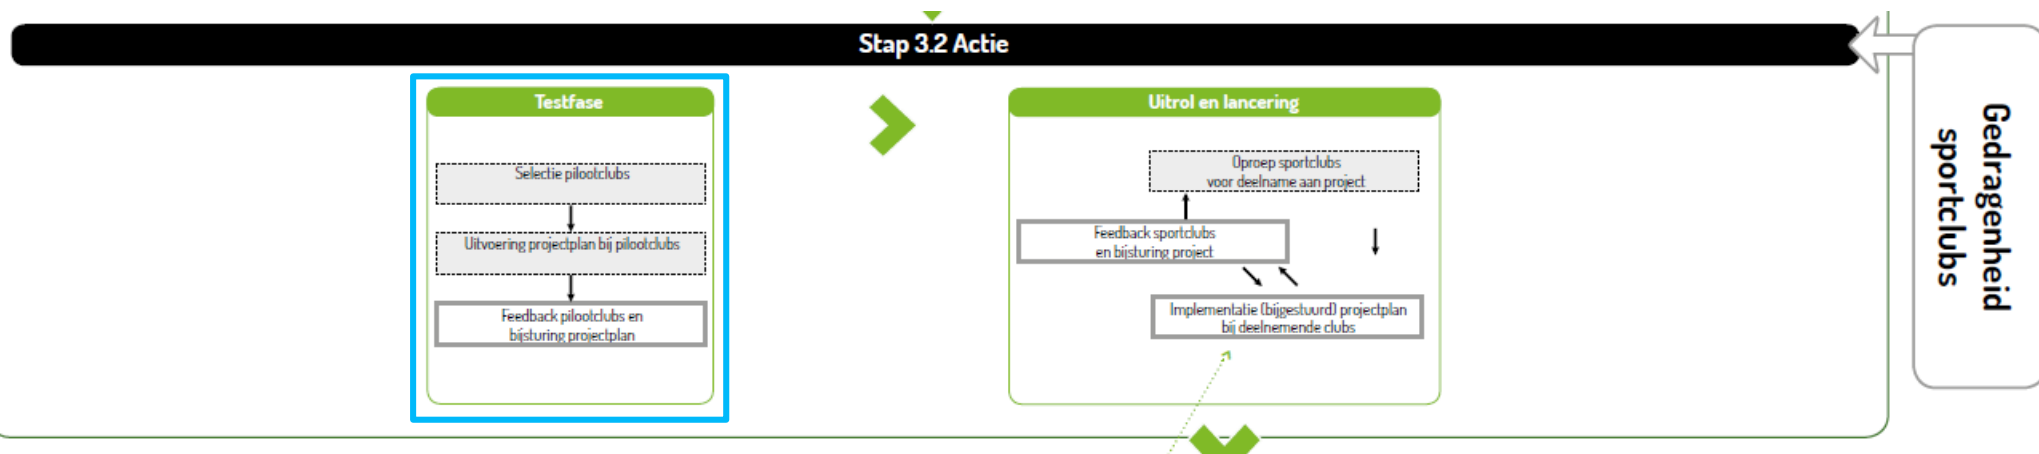 Stap 3.2 Actie
Testfase
Selectie pilootclubs
Uitvoering projectplan bij pilootclubs
Feedback pilootclubs en
bijsturing projectplan
Uitrol en lancering
Oproep sportclubs
voor deelname aan project
Feedback sportclubs
en bijsturing project
Implementatie (bijgestuurd) projectplan
bij deelnemende clubs
Gedragenheid
sportclubs